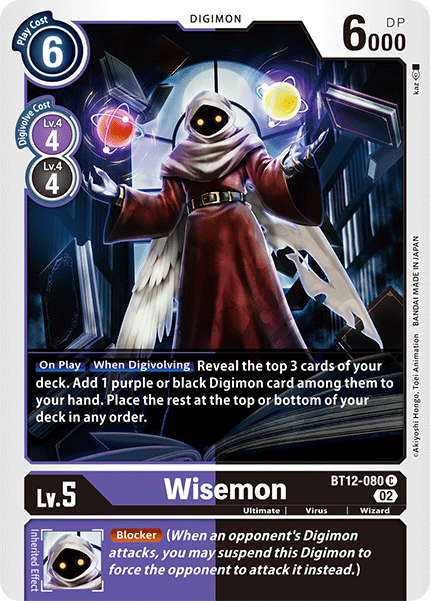 DIGIMON
Play Cost
6
6000
DP
Digivolve Cost
Lv.4
4
Lv.4
4
kaz
©Akiyoshi Hongo, Toei Animation BANDAI MADE IN JAPAN
On Play When Digivolving Reveal the top 3 cards of your
deck. Add 1 purple or black Digimon card among them to
your hand. Place the rest at the top or bottom of your
deck in any order.
Lv.5
Wisemon
BT12-080 C
02
Ultimate | Virus | Wizard
Inherited Effect
Blocker (When an opponent's Digimon
attacks, you may suspend this Digimon to
force the opponent to attack it instead.)